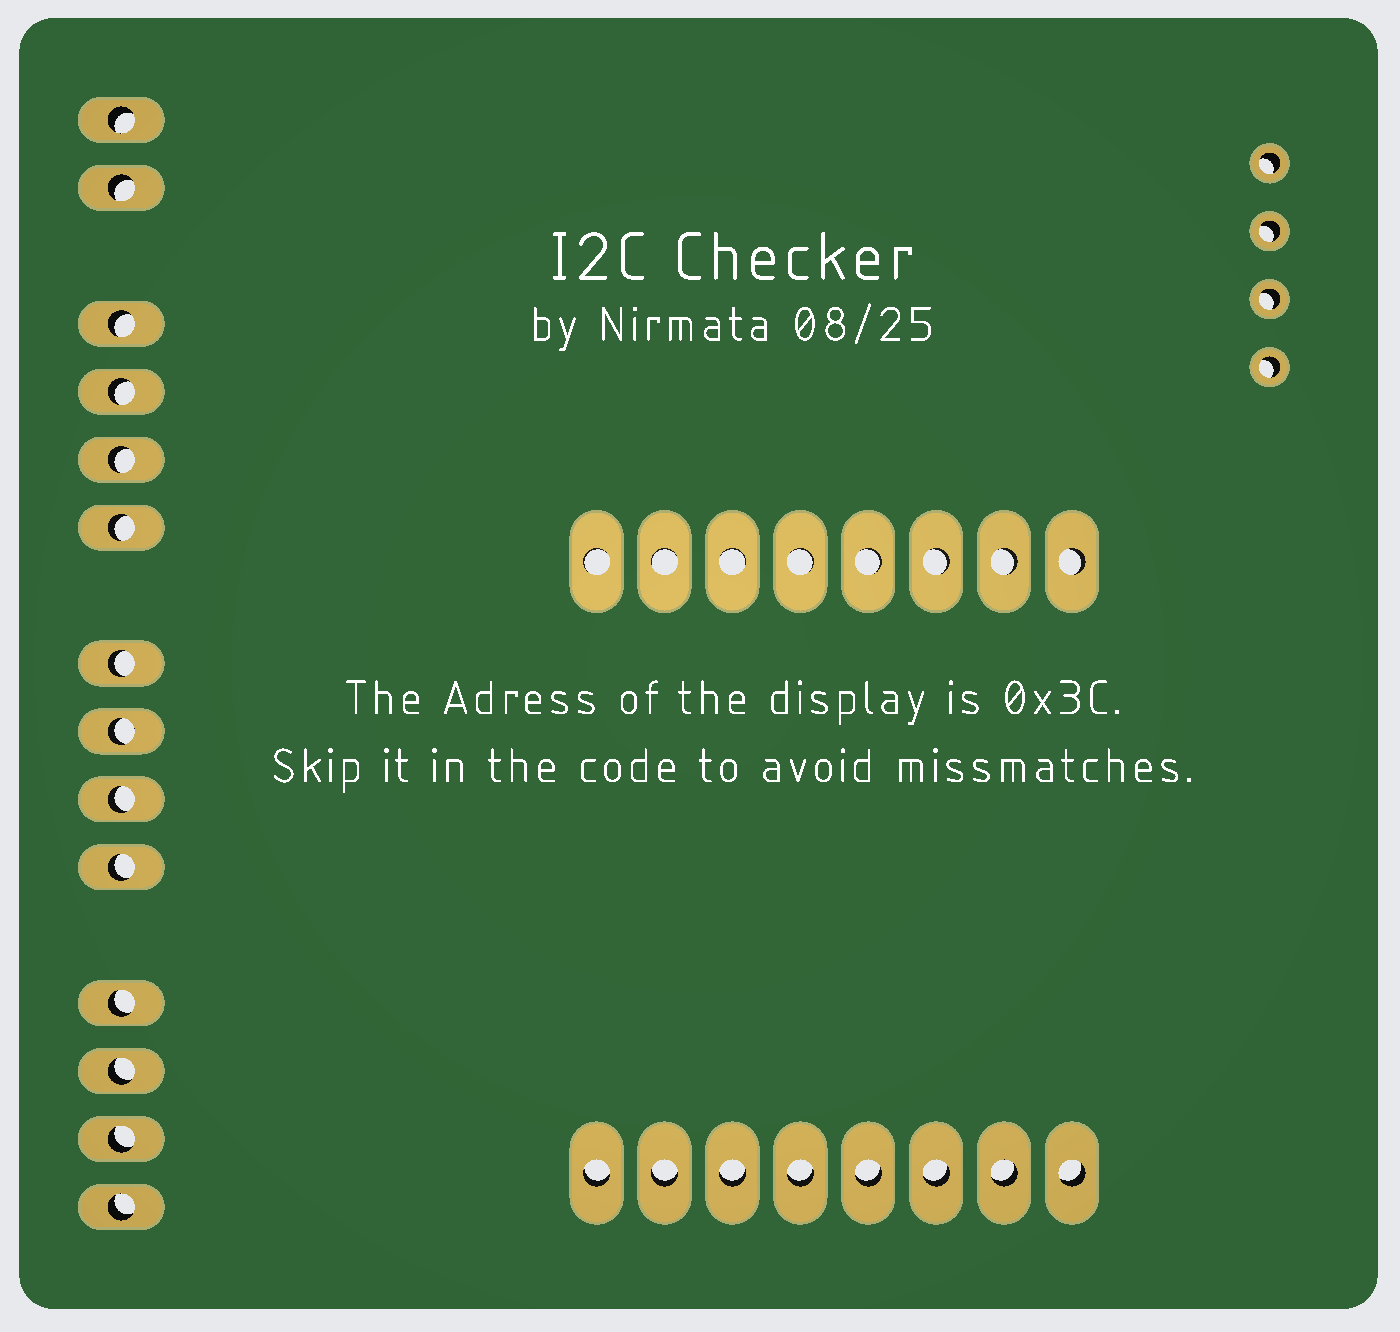 I2C Checker
by Nirmata 08/25
The Adress of the display is 0x3C.
Skip it in the code to avoid missmatches.